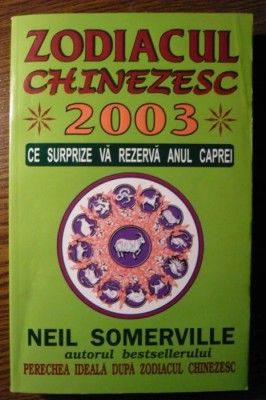 ZODIACUL
CHINEZESC
2003
CE SURPRIZE VĂ REZERVĂ ANUL CAPREI
NEIL SOMERVILLE
autorul bestsellerului
PERECHEA IDEALĂ DUPĂ ZODIACUL CHINEZESC